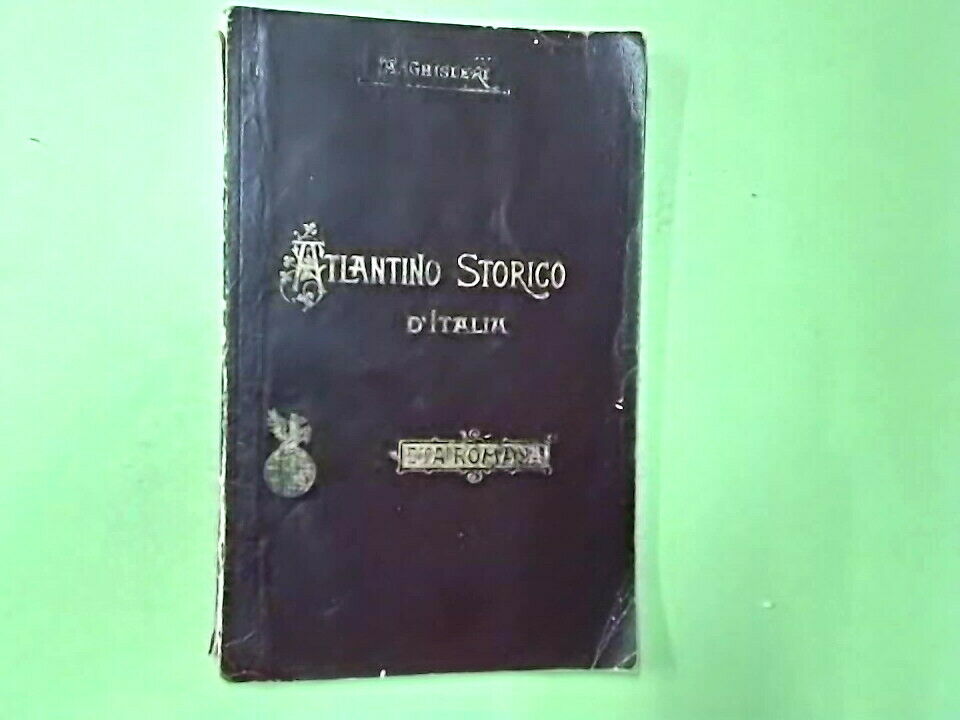 A. GHISLERI
ATLANTINO STORICO
D'ITALIA
ETÀ ROMANA